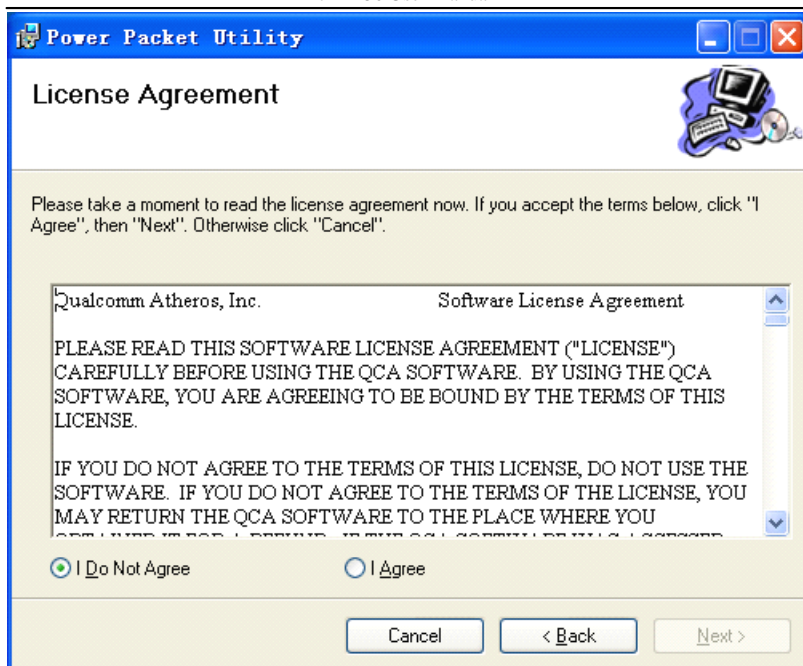 Power Packet Utility
License Agreement
Please take a moment to read the license agreement now. If you accept the terms below, click "I
Agree", then "Next". Otherwise click "Cancel".
Qualcomm Atheros, Inc. Software License Agreement
PLEASE READ THIS SOFTWARE LICENSE AGREEMENT ("LICENSE")
CAREFULLY BEFORE USING THE QCA SOFTWARE. BY USING THE QCA
SOFTWARE, YOU ARE AGREEING TO BE BOUND BY THE TERMS OF THIS
LICENSE.
IF YOU DO NOT AGREE TO THE TERMS OF THIS LICENSE, DO NOT USE THE
SOFTWARE. IF YOU DO NOT AGREE TO THE TERMS OF THE LICENSE, YOU
MAY RETURN THE QCA SOFTWARE TO THE PLACE WHERE YOU
I Do Not Agree
I Agree
Cancel
< Back
Next >